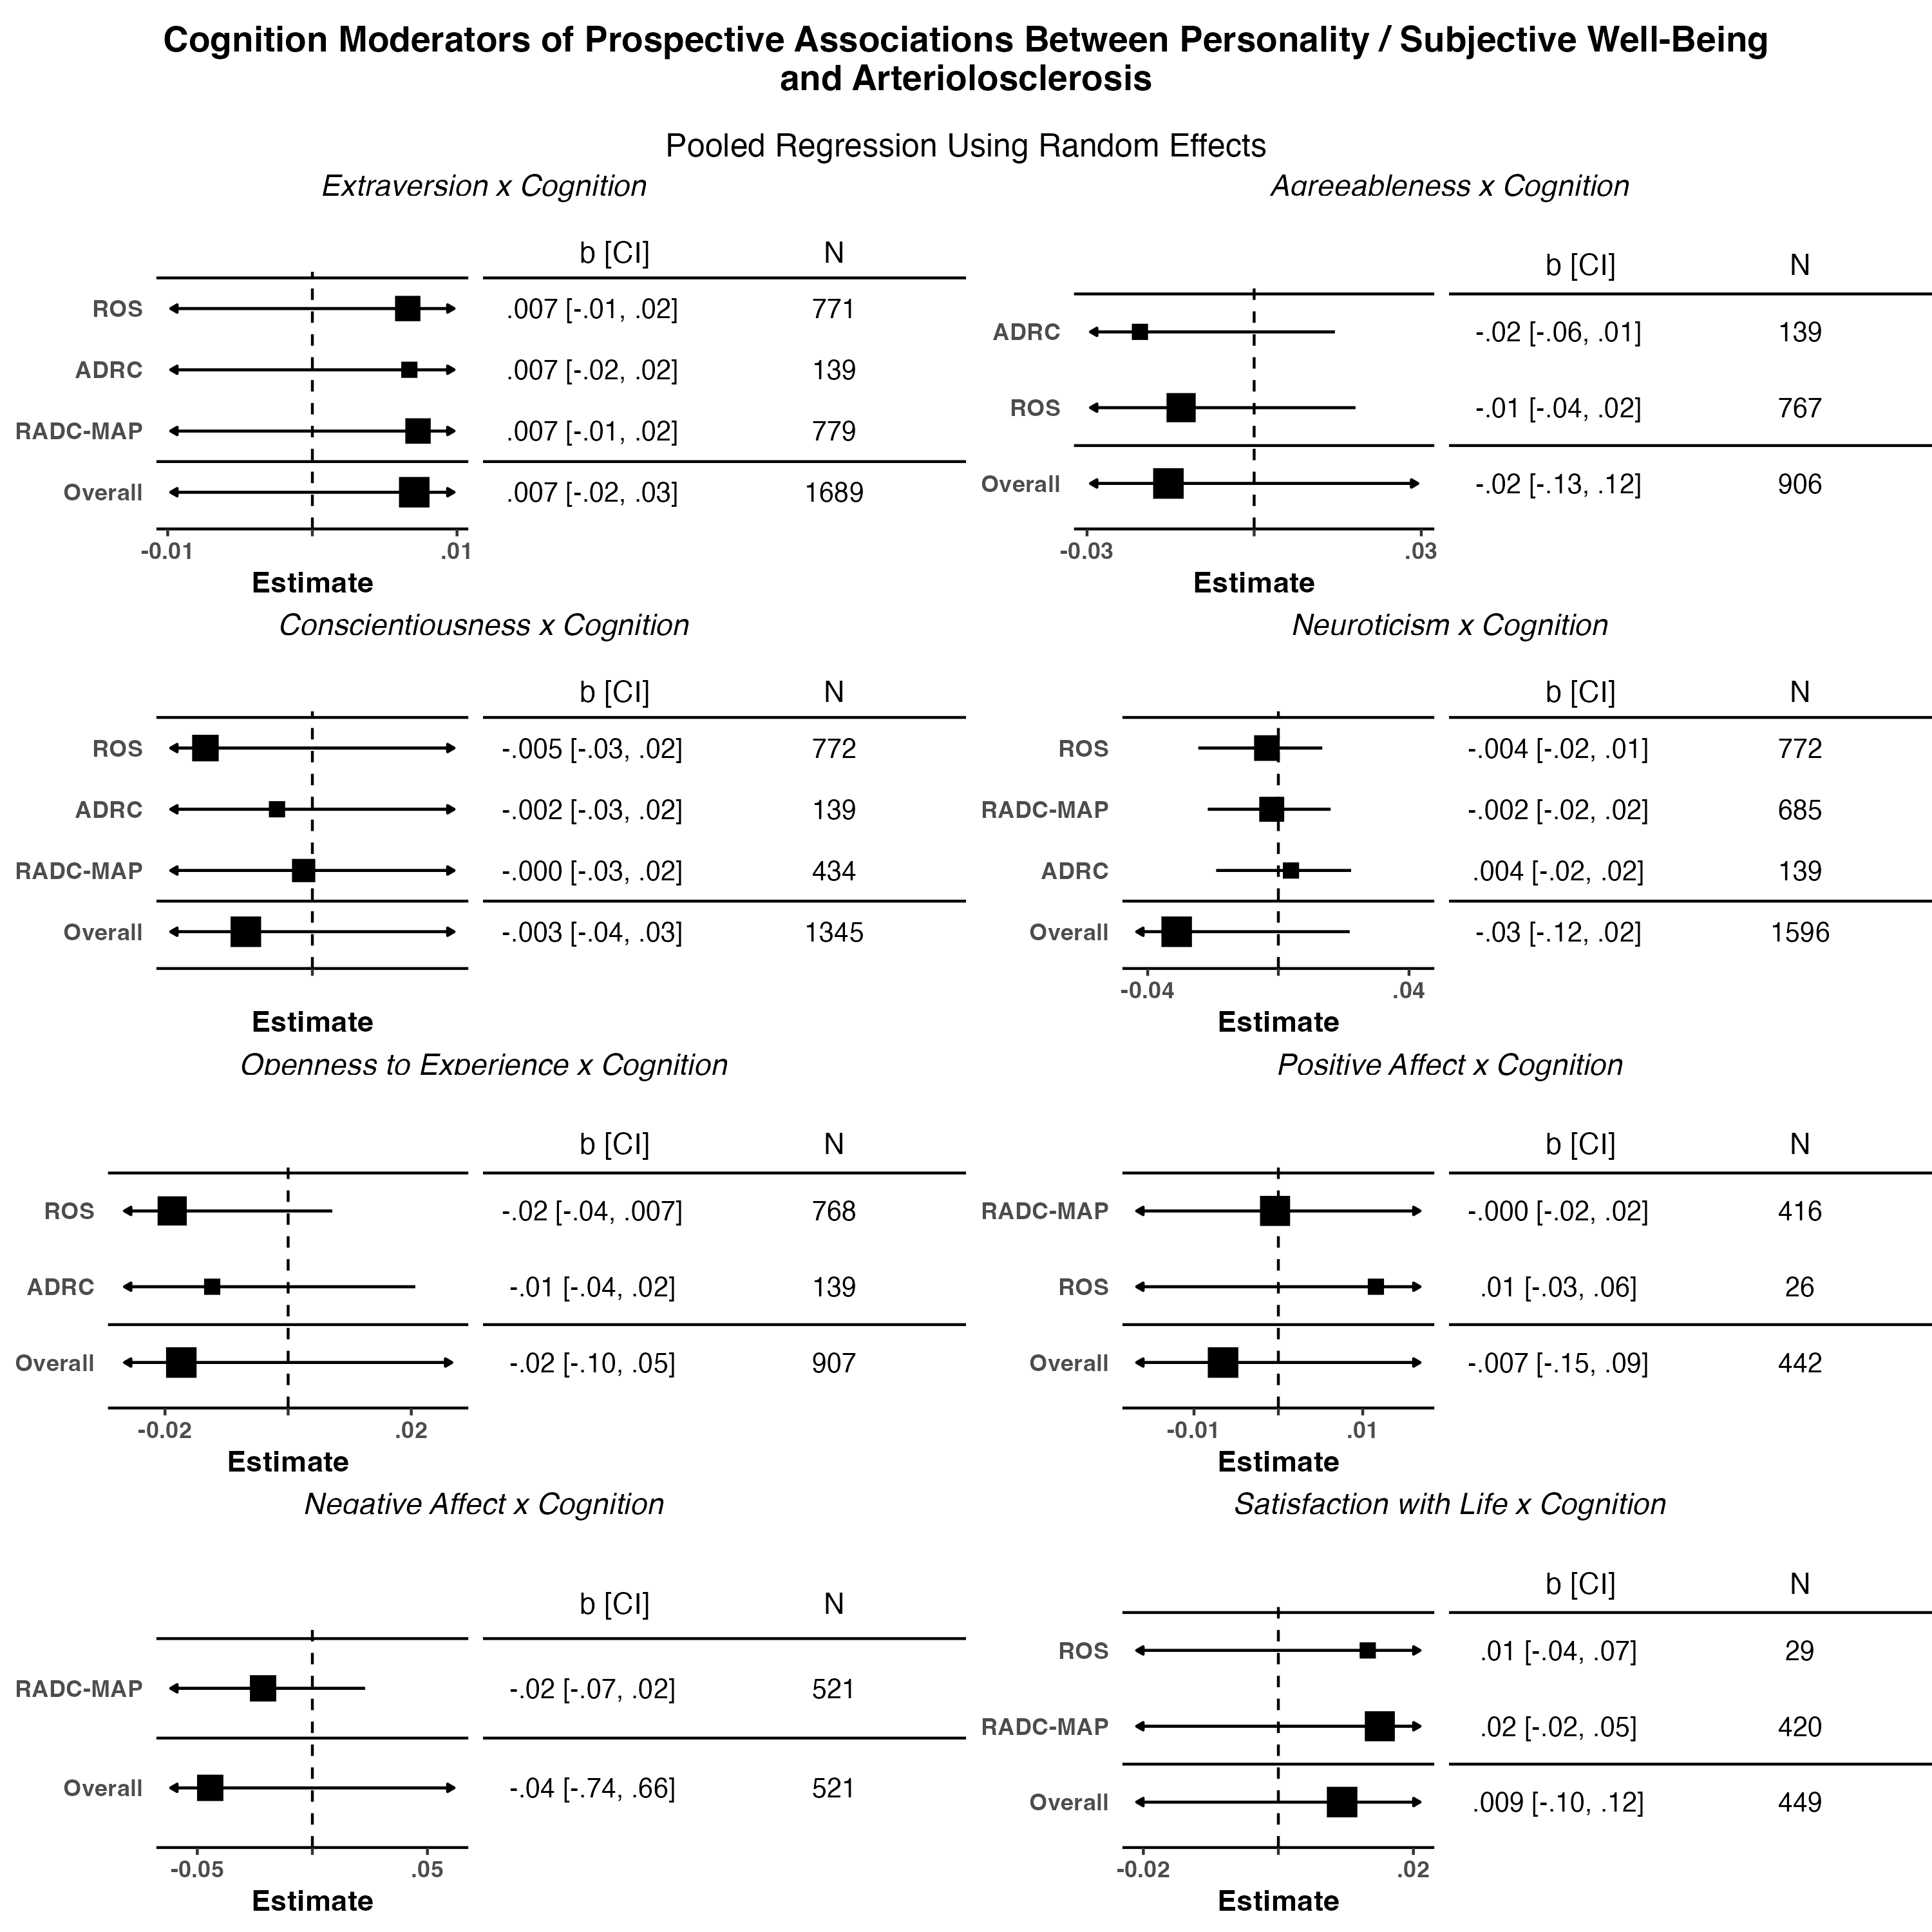 Cognition Moderators of Prospective Associations Between Personality / Subjective Well-Being
and Arteriolosclerosis
Pooled Regression Using Random Effects
Extraversion x Cognition
b [CI] N
ROS .007 [-.01, .02] 771
ADRC .007 [-.02, .02] 139
RADC-MAP .007 [-.01, .02] 779
Overall .007 [-.02, .03] 1689
-0.01 .01
Estimate
Agreeableness x Cognition
b [CI] N
ADRC -.02 [-.06, .01] 139
ROS -.01 [-.04, .02] 767
Overall -.02 [-.13, .12] 906
-0.03 .03
Estimate
Conscientiousness x Cognition
b [CI] N
ROS -.005 [-.03, .02] 772
ADRC -.002 [-.03, .02] 139
RADC-MAP -.000 [-.03, .02] 434
Overall -.003 [-.04, .03] 1345
Estimate
Neuroticism x Cognition
b [CI] N
ROS -.004 [-.02, .01] 772
RADC-MAP -.002 [-.02, .02] 685
ADRC .004 [-.02, .02] 139
Overall -.03 [-.12, .02] 1596
-0.04 .04
Estimate
Openness to Experience x Cognition
b [CI] N
ROS -.02 [-.04, .007] 768
ADRC -.01 [-.04, .02] 139
Overall -.02 [-.10, .05] 907
-0.02 .02
Estimate
Positive Affect x Cognition
b [CI] N
RADC-MAP -.000 [-.02, .02] 416
ROS .01 [-.03, .06] 26
Overall -.007 [-.15, .09] 442
-0.01 .01
Estimate
Negative Affect x Cognition
b [CI] N
RADC-MAP -.02 [-.07, .02] 521
Overall -.04 [-.74, .66] 521
-0.05 .05
Estimate
Satisfaction with Life x Cognition
b [CI] N
ROS .01 [-.04, .07] 29
RADC-MAP .02 [-.02, .05] 420
Overall .009 [-.10, .12] 449
-0.02 .02
Estimate